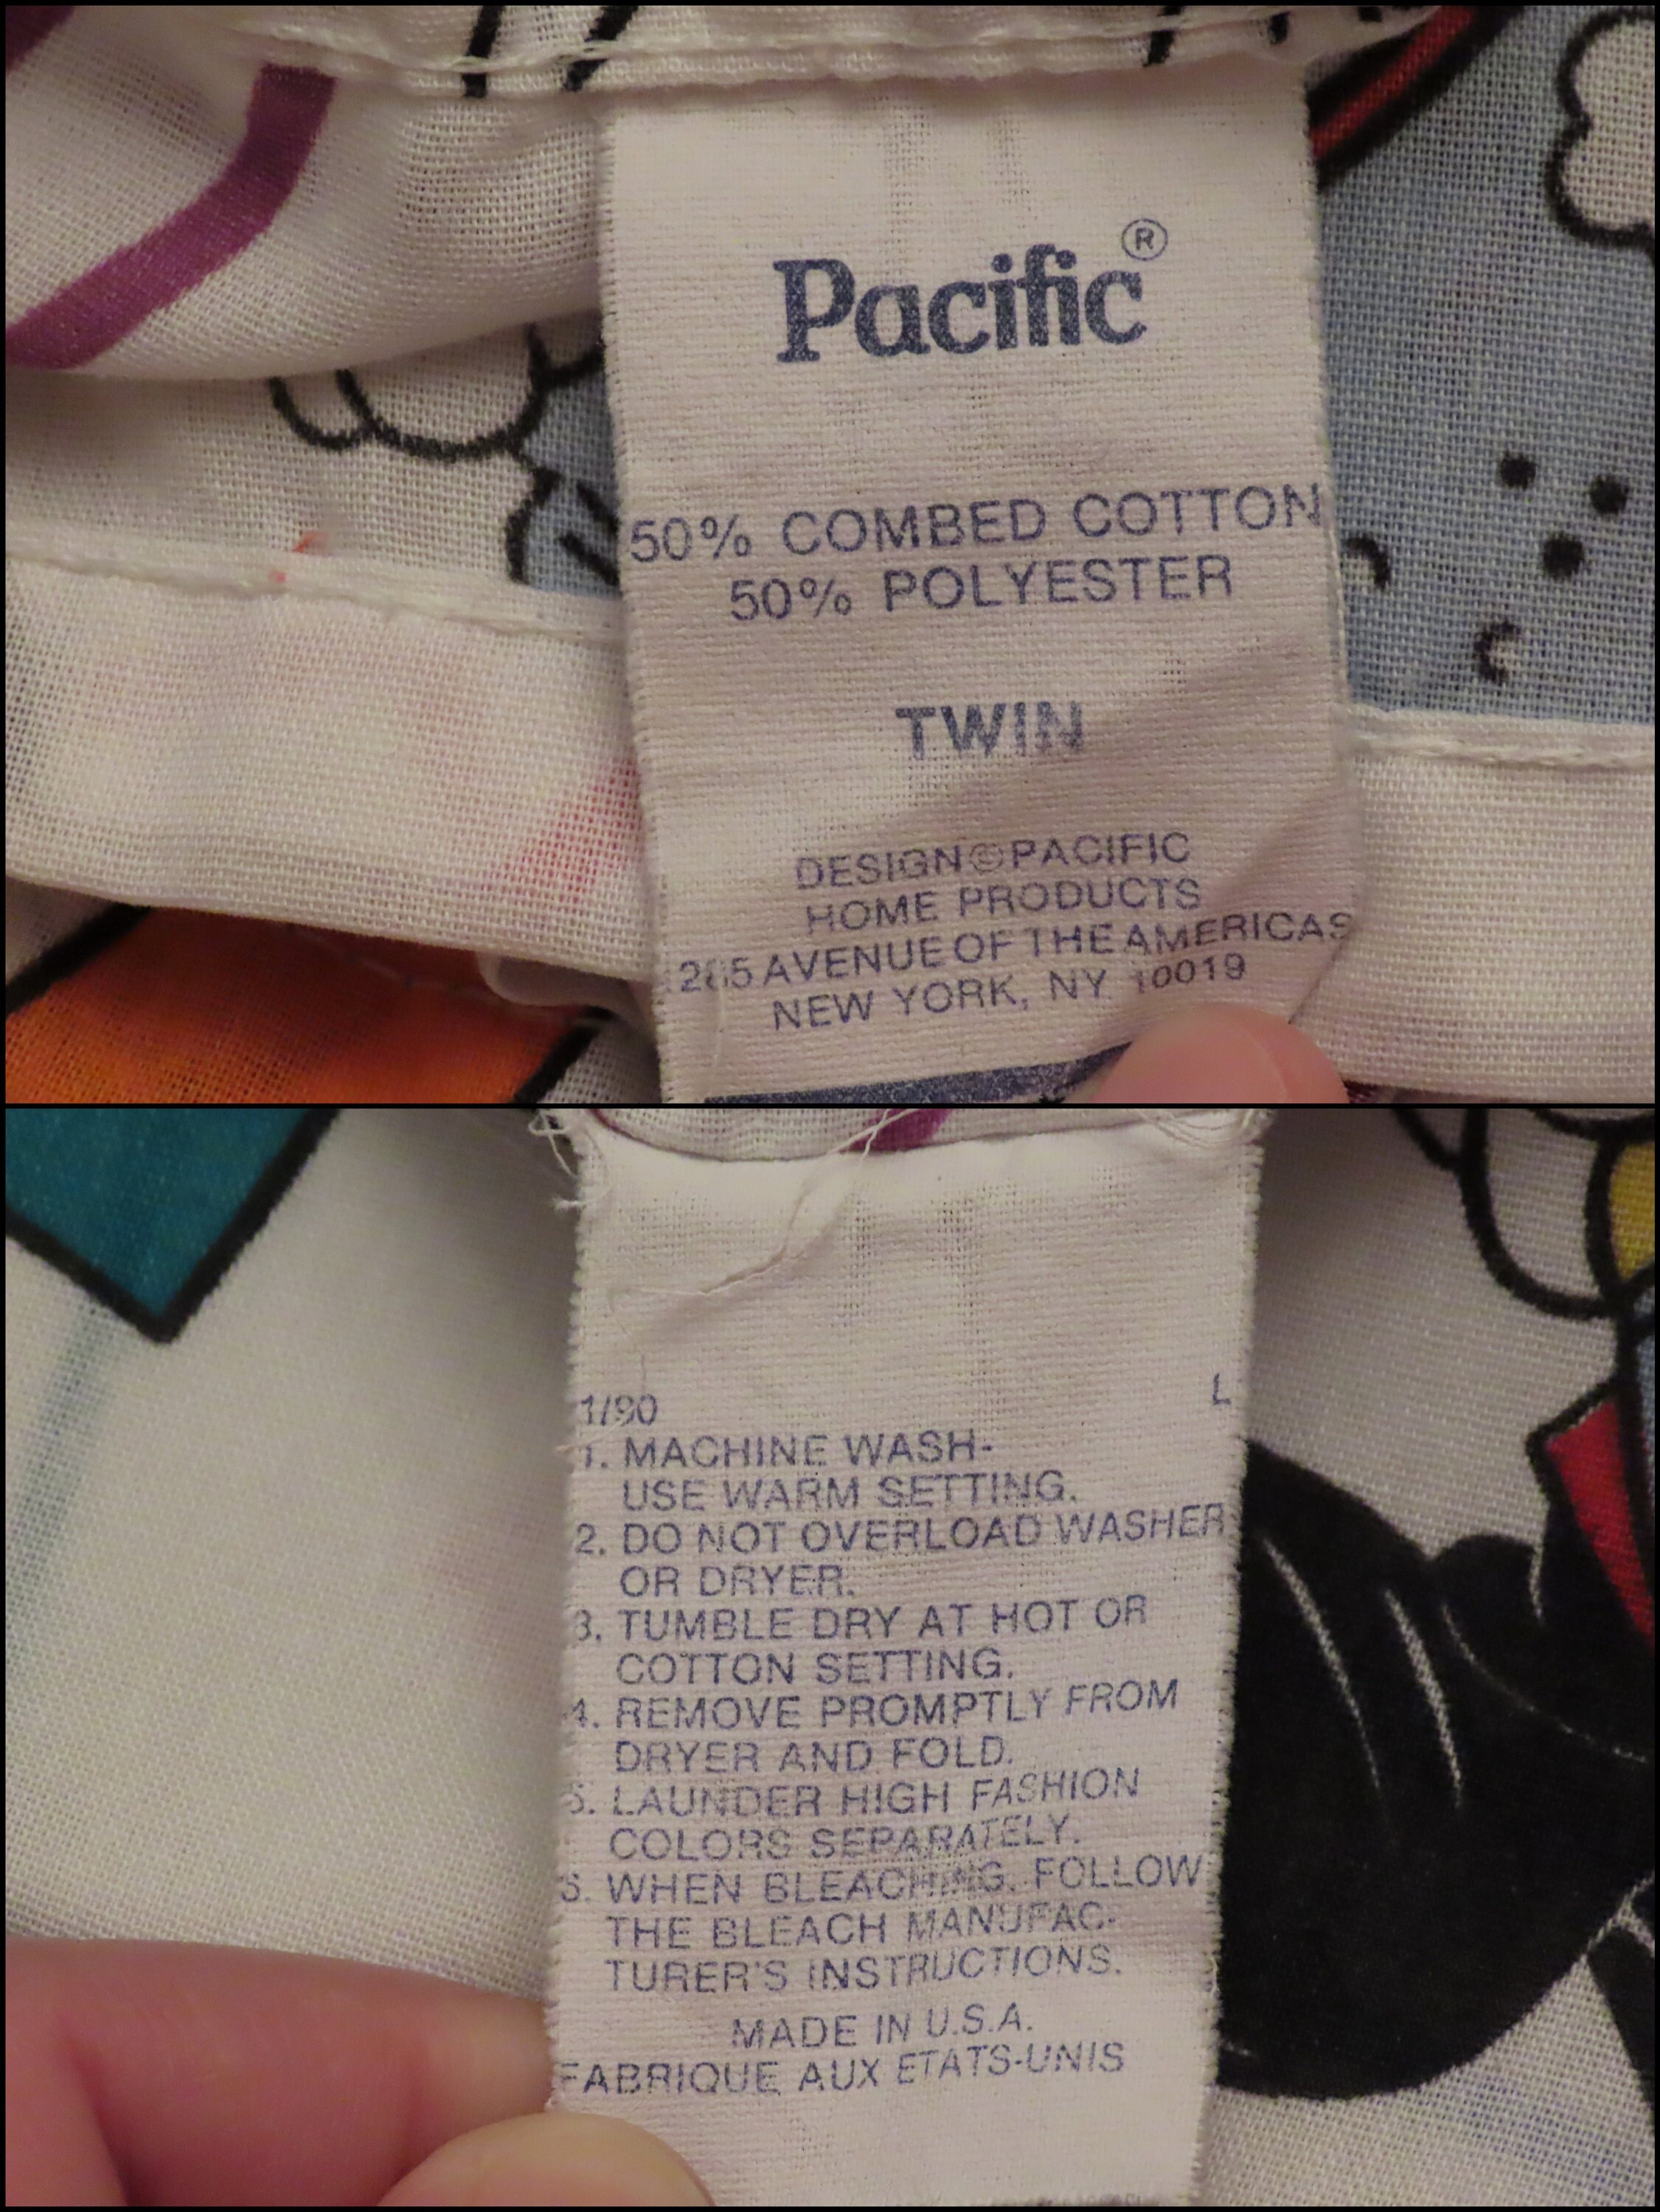 Pacific®
50% COMBED COTTON
50% POLYESTER
TWIN
DESIGN©PACIFIC
HOME PRODUCTS
AVENUE OF THE AMERICAS
NEW YORK, NY 10019
1/90 L
1. MACHINE WASH-
USE WARM SETTING.
2. DO NOT OVERLOAD WASHER
OR DRYER.
3. TUMBLE DRY AT HOT OR
COTTON SETTING.
4. REMOVE PROMPTLY FROM
DRYER AND FOLD.
5. LAUNDER HIGH FASHION
COLORS SEPARATELY.
6. WHEN BLEACHING, FOLLOW
THE BLEACH MANUFAC-
TURER'S INSTRUCTIONS.
MADE IN U.S.A.
FABRIQUE AUX ETATS-UNIS